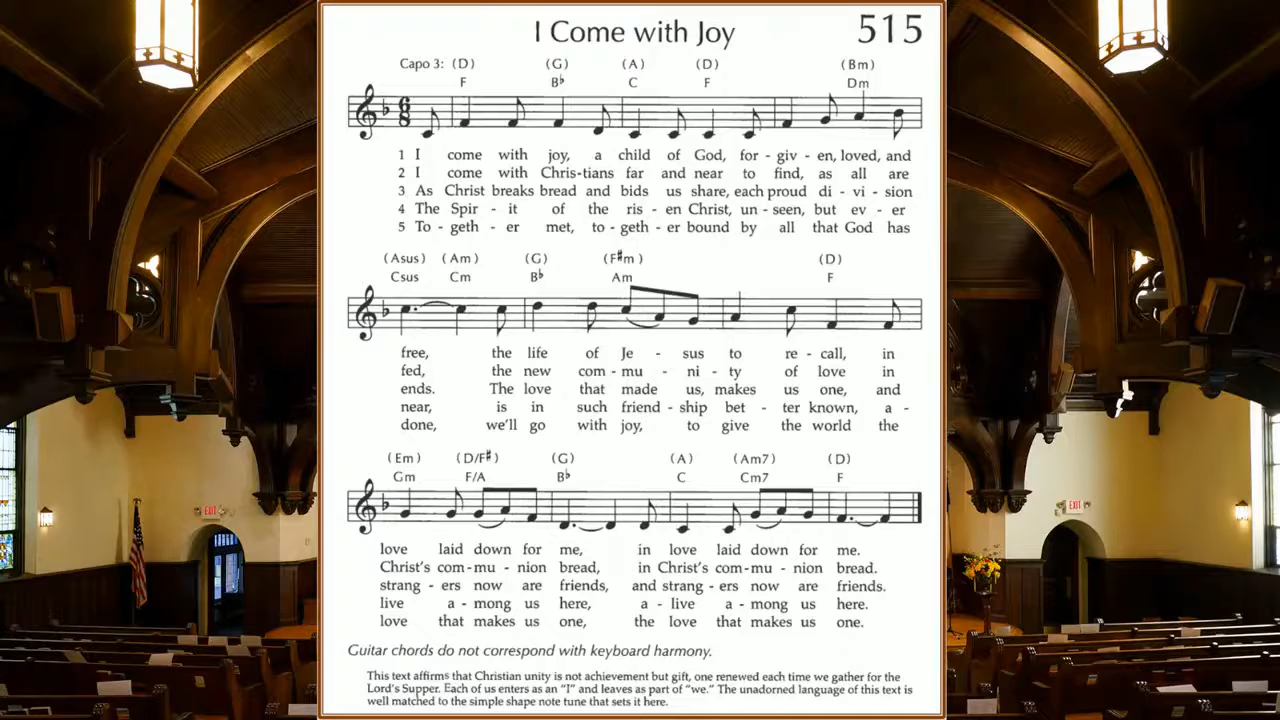 I Come with Joy 515
Capo 3: (D) (G) (A) (D) (Bm)
F B♭ C F Dm
1 I come with joy, a child of God, for - giv - en, loved, and
2 I come with Chris-tians far and near to find, as all are
3 As Christ breaks bread and bids us share, each proud di - vi - sion
4 The Spir - it of the ris - en Christ, un - seen, but ev - er
5 To - geth - er met, to - geth - er bound by all that God has
(Asus) (Am) (G) (F#m) (D)
Csus Cm B♭ Am F
free, the life of Je - sus to re - call, in
fed, the new com - mu - ni - ty of love in
ends. The love that made us, makes us one, and
near, is in such friend - ship bet - ter known, a -
done, we'll go with joy, to give the world the
(Em) (D/F#) (G) (A) (Am7) (D)
Gm F/A B♭ C Cm7 F
love laid down for me, in love laid down for me.
Christ's com - mu - nion bread, in Christ's com - mu - nion bread.
strang - ers now are friends, and strang - ers now are friends.
live a - mong us here, a - live a - mong us here.
love that makes us one, the love that makes us one.
Guitar chords do not correspond with keyboard harmony.
This text affirms that Christian unity is not achievement but gift, one renewed each time we gather for the
Lord's Supper. Each of us enters as an "I" and leaves as part of "we." The unadorned language of this text is
well matched to the simple shape note tune that sets it here.
EXIT
EXIT